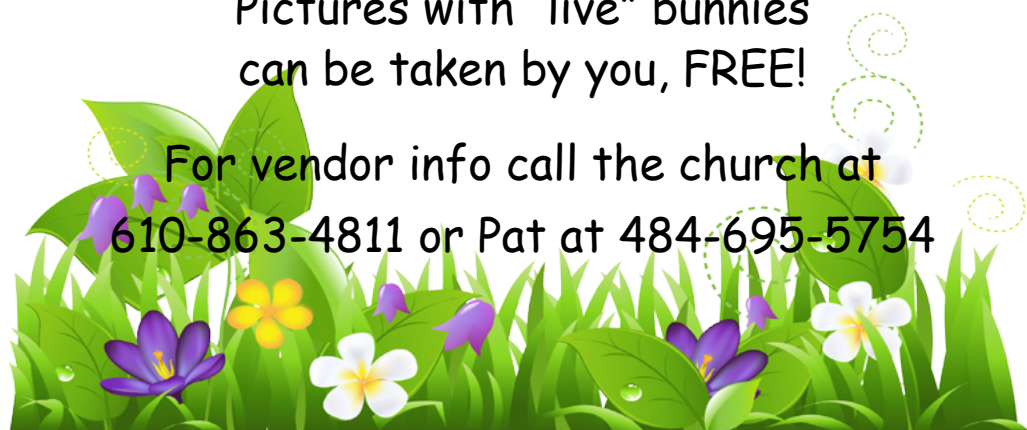 Pictures with "live" bunnies
can be taken by you, FREE!
For vendor info call the church at
610-863-4811 or Pat at 484-695-5754